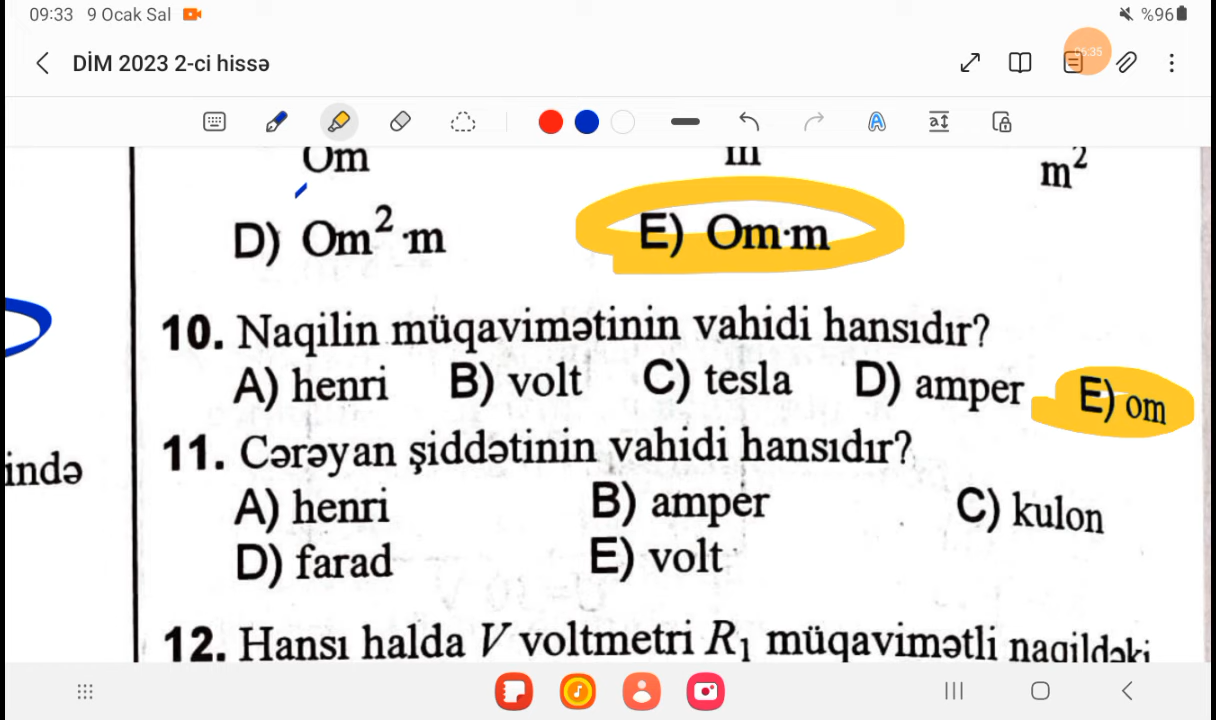 09:33 9 Ocak Sal %96
DİM 2023 2-ci hissə
06:35
Om m m²
D) Om²·m E) Om·m
10. Naqilin müqavimətinin vahidi hansıdır?
A) henri B) volt C) tesla D) amper E) om
11. Cərəyan şiddətinin vahidi hansıdır?
ində
A) henri B) amper C) kulon
D) farad E) volt
12. Hansı halda V voltmetri R₁ müqavimətli naqildəki